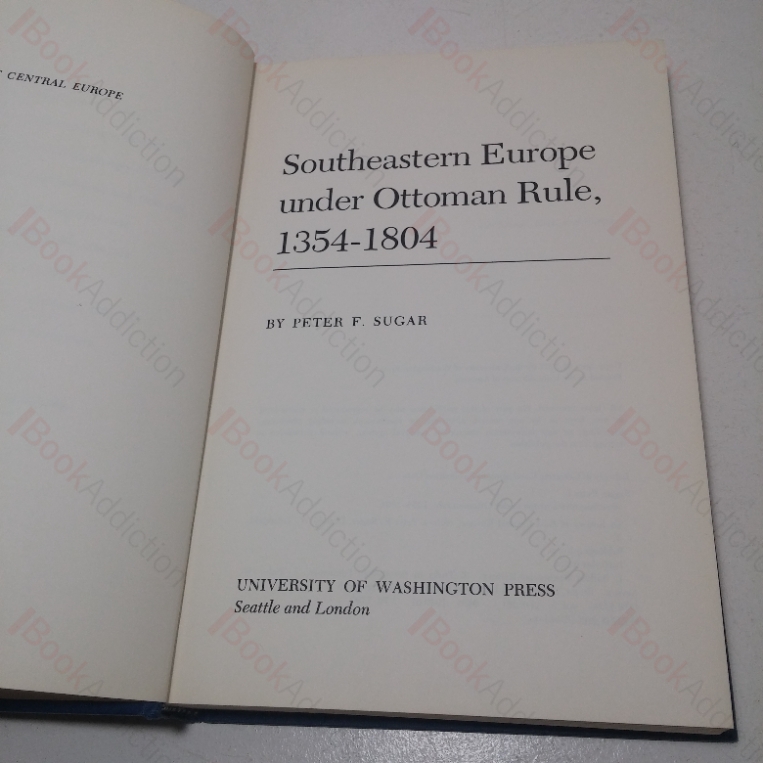 CENTRAL EUROPE
Southeastern Europe
under Ottoman Rule,
1354-1804
BY PETER F. SUGAR
UNIVERSITY OF WASHINGTON PRESS
Seattle and London
BookAddiction